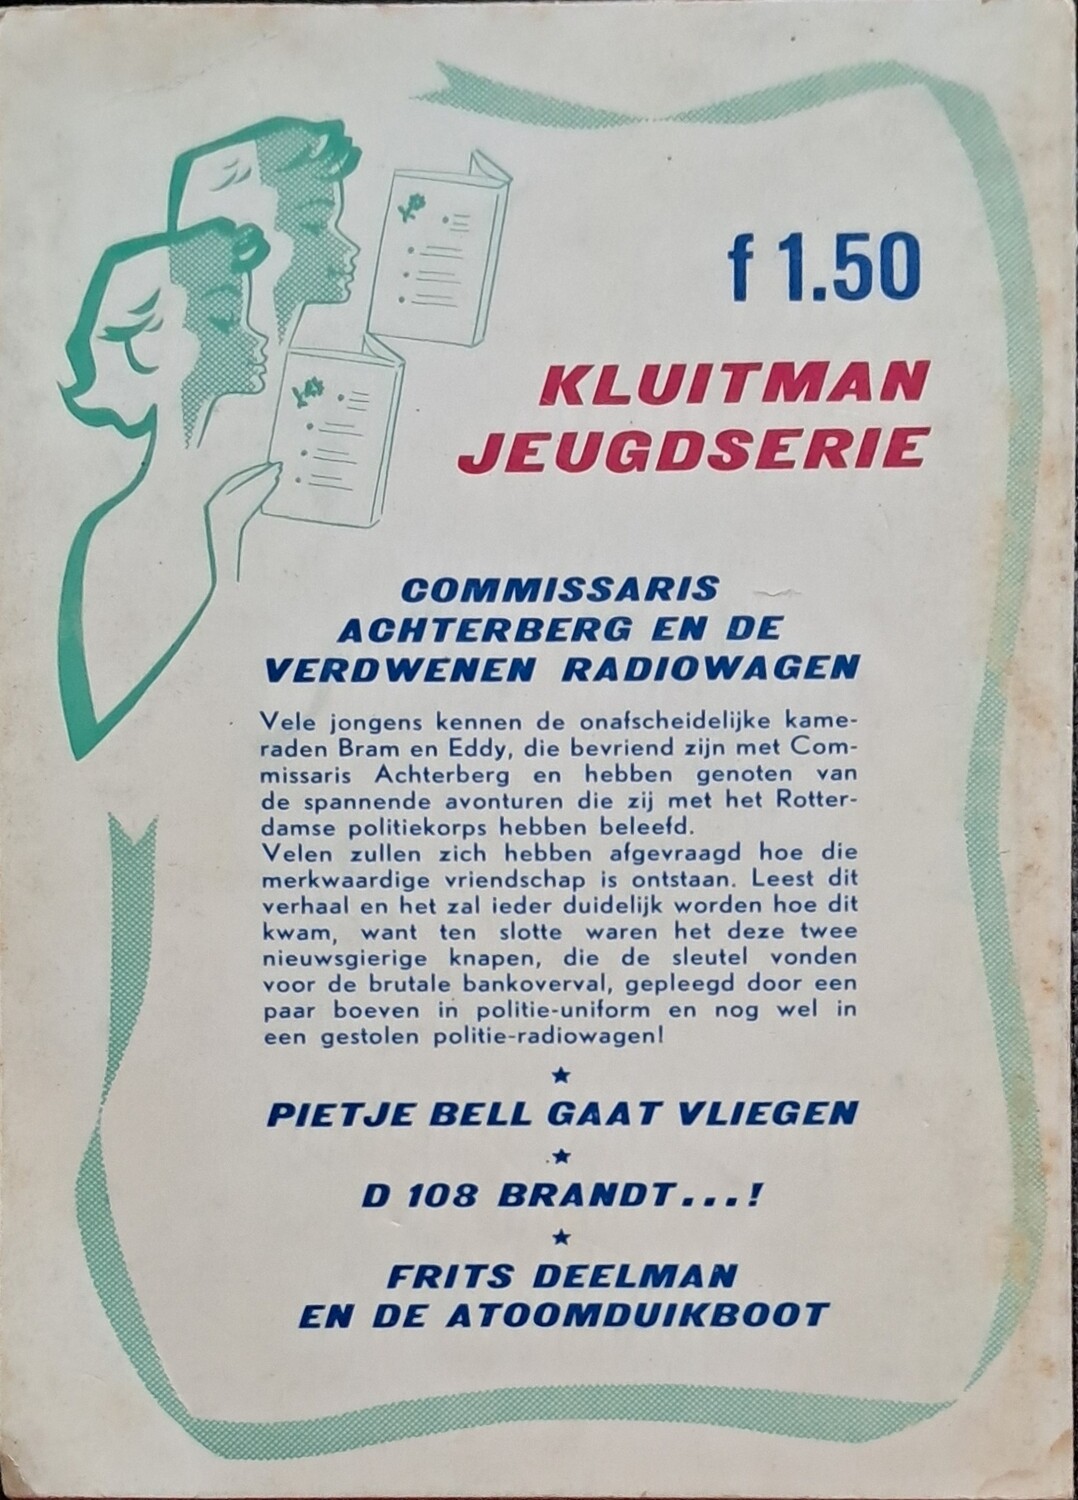 f 1.50
KLUITMAN
JEUGDSERIE
COMMISSARIS
ACHTERBERG EN DE
VERDWENEN RADIOWAGEN
Vele jongens kennen de onafscheidelijke kame-
raden Bram en Eddy, die bevriend zijn met Com-
missaris Achterberg en hebben genoten van
de spannende avonturen die zij met het Rotter-
damse politiekorps hebben beleefd.
Velen zullen zich hebben afgevraagd hoe die
merkwaardige vriendschap is ontstaan. Leest dit
verhaal en het zal ieder duidelijk worden hoe dit
kwam, want ten slotte waren het deze twee
nieuwsgierige knapen, die de sleutel vonden
voor de brutale bankoverval, gepleegd door een
paar boeven in politie-uniform en nog wel in
een gestolen politie-radiowagen!
★
PIETJE BELL GAAT VLIEGEN
★
D 108 BRANDT...!
★
FRITS DEELMAN
EN DE ATOOMDUIKBOOT